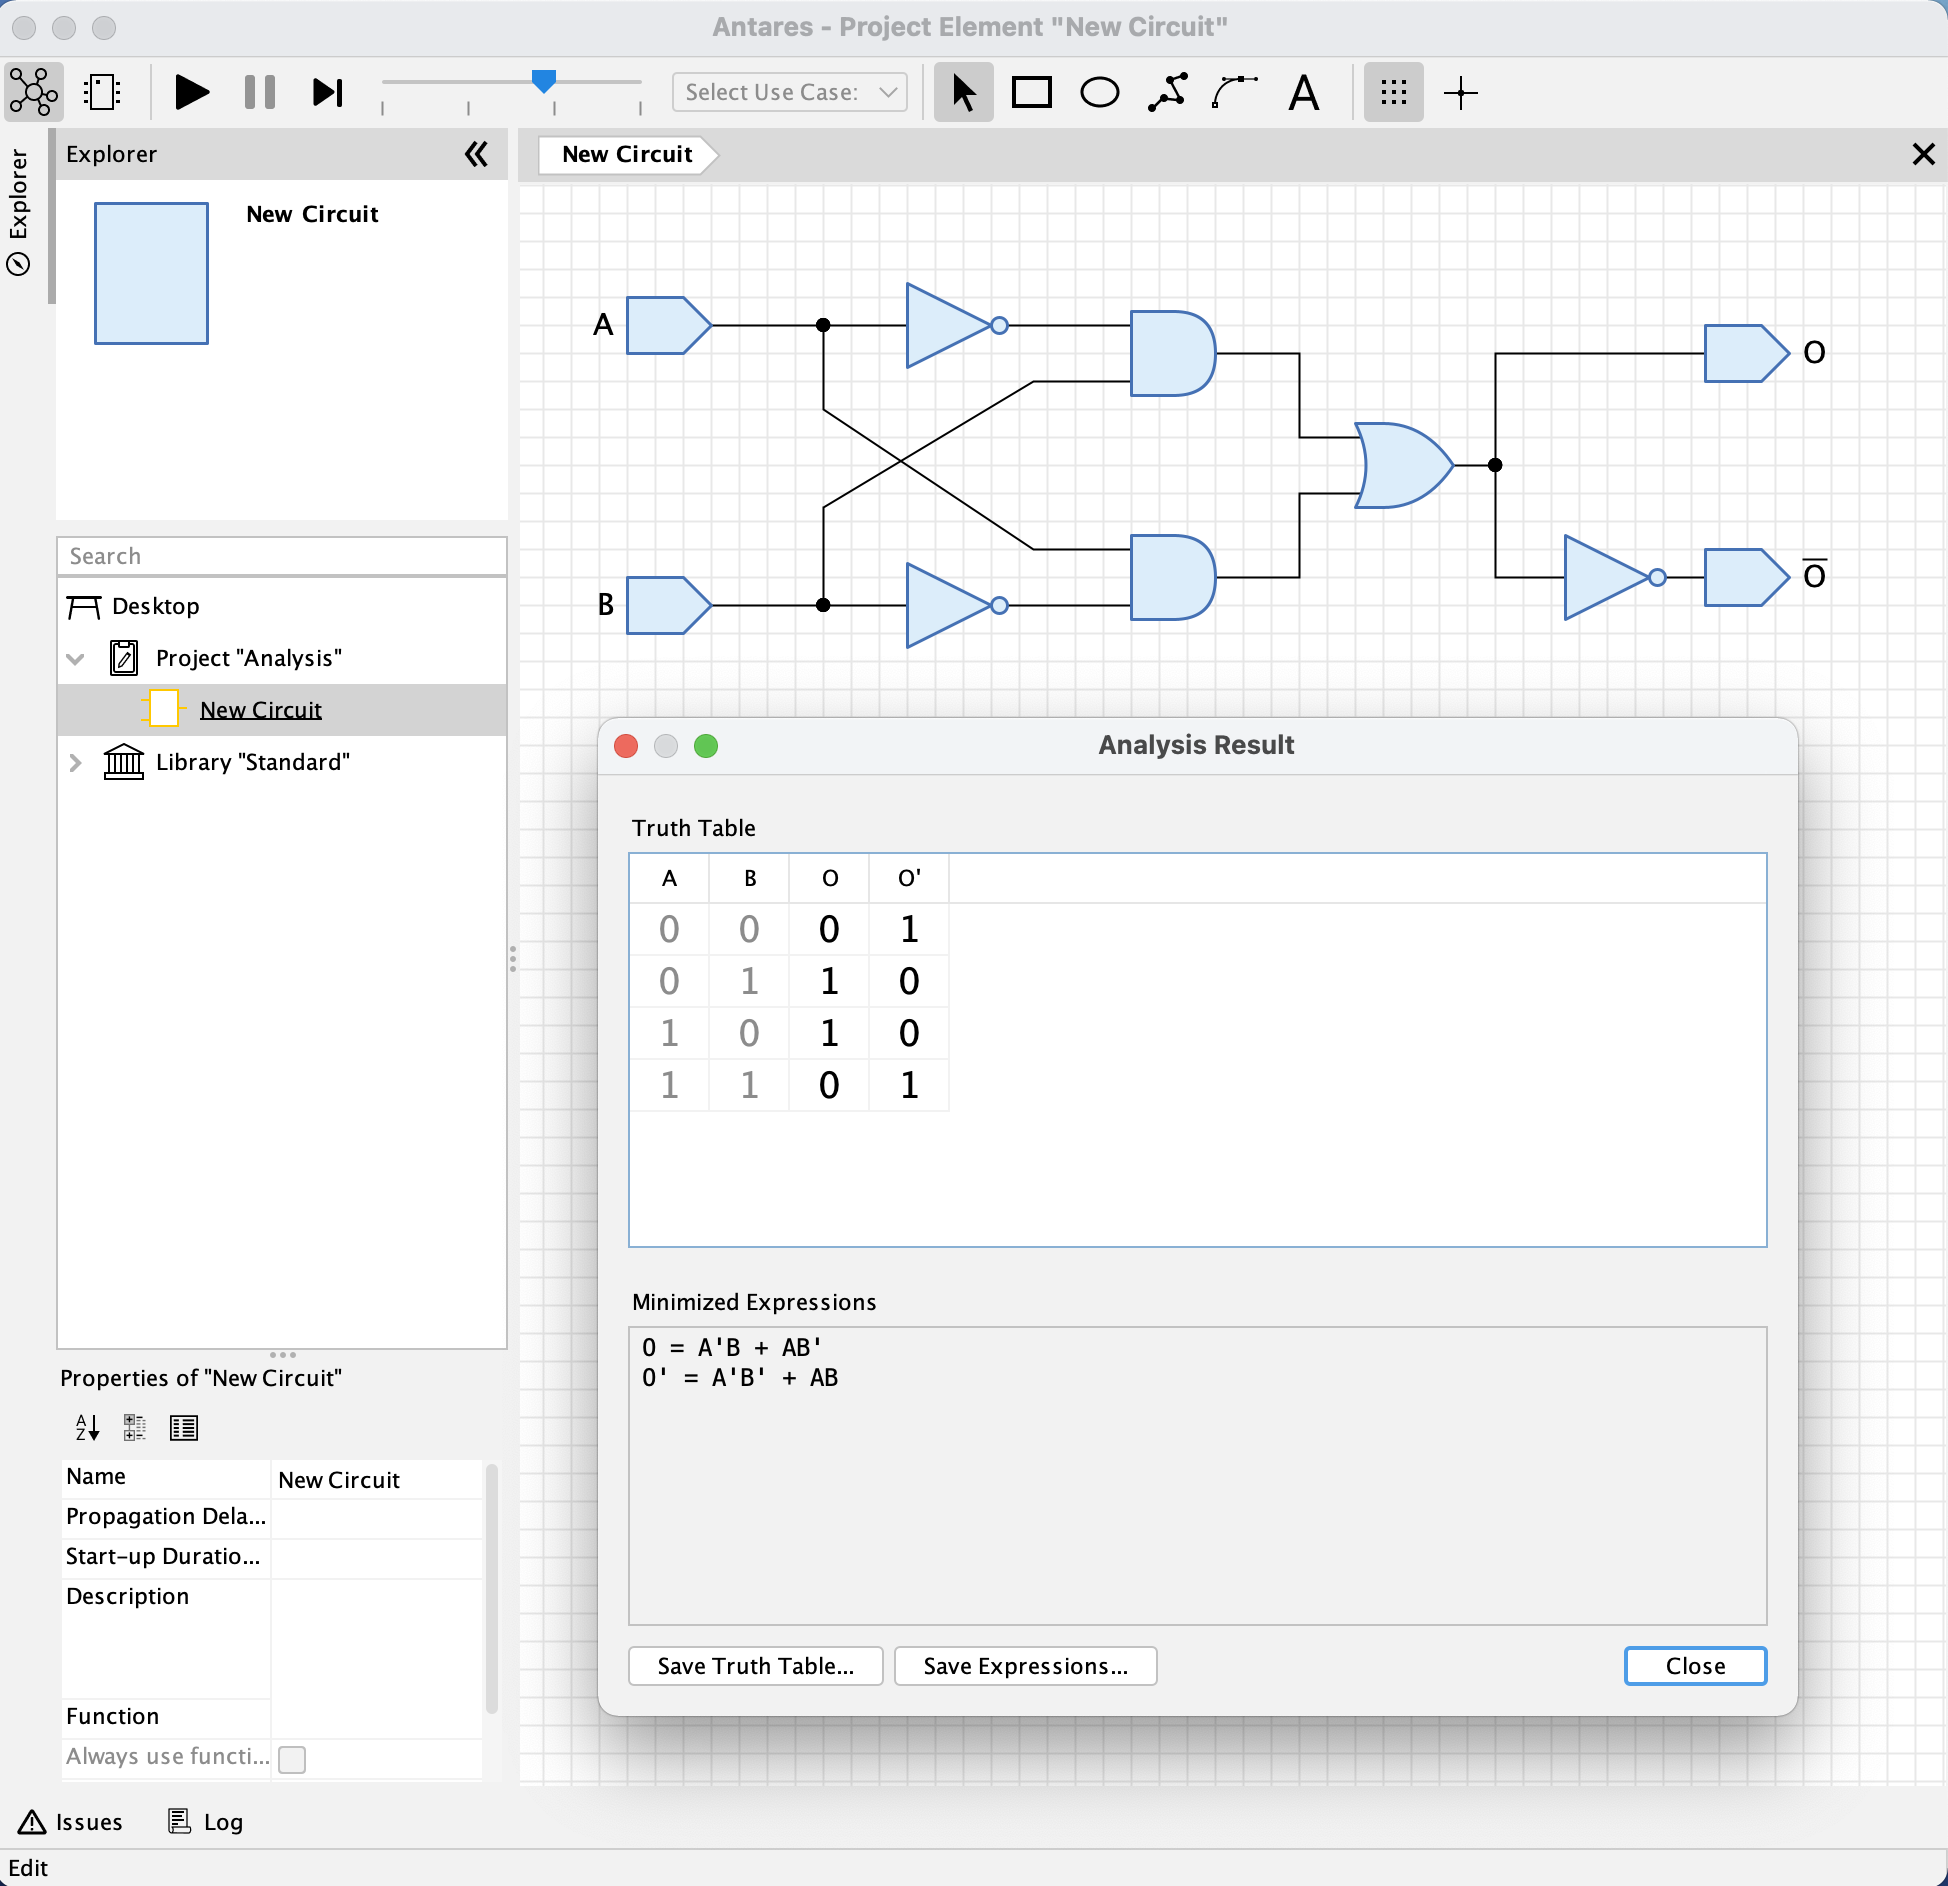 Antares - Project Element "New Circuit"
Select Use Case:
A
Explorer
Explorer
New Circuit
New Circuit
Search
Desktop
Project "Analysis"
New Circuit
Library "Standard"
Properties of "New Circuit"
A
Z
Name
New Circuit
Propagation Dela...
Start-up Duratio...
Description
Function
Always use functi...
A
B
O
O̅
Analysis Result
Truth Table
A B O O'
0 0 0 1
0 1 1 0
1 0 1 0
1 1 0 1
Minimized Expressions
O = A'B + AB'
O' = A'B' + AB
Save Truth Table...
Save Expressions...
Close
Issues
Log
Edit